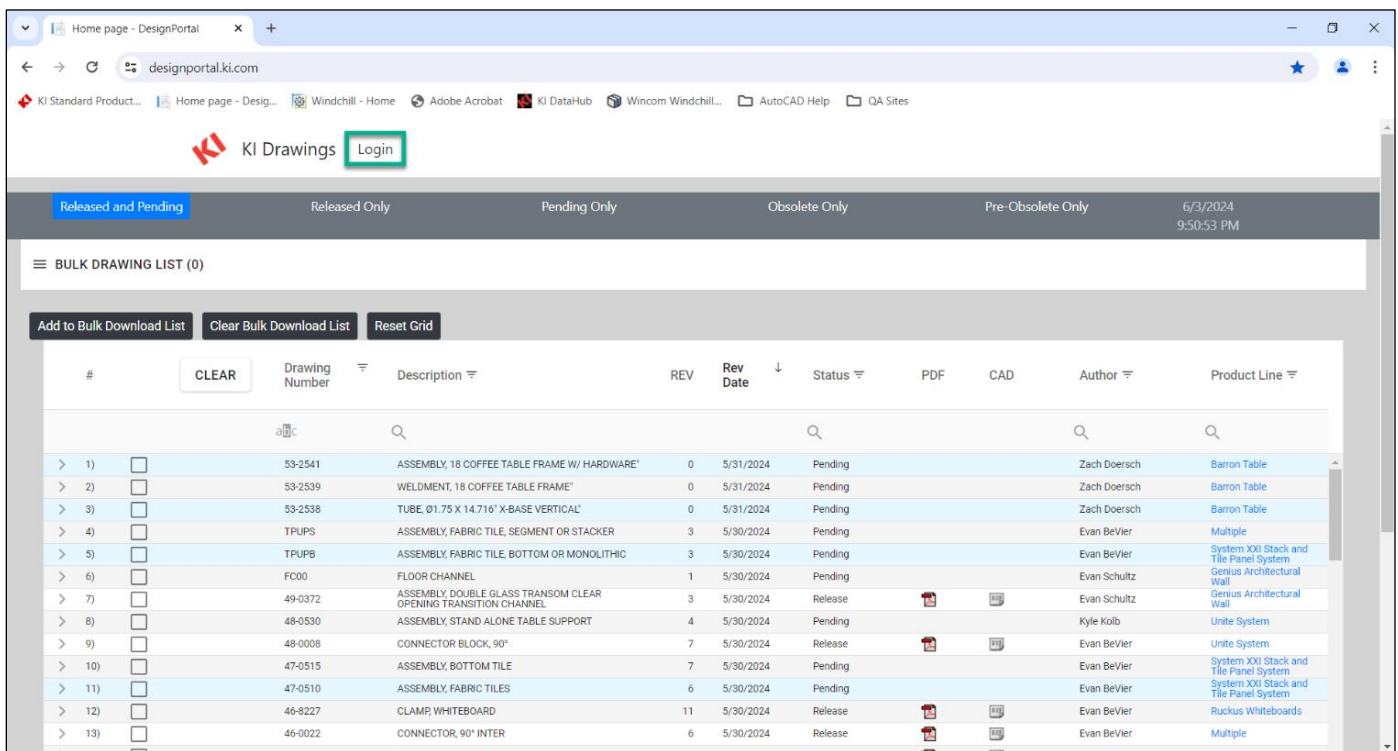 Home page - DesignPortal
designportal.ki.com
KI Standard Product... Home page - Desig... Windchill - Home Adobe Acrobat KI DataHub Wincom Windchill... AutoCAD Help QA Sites
KI KI Drawings Login
Released and Pending Released Only Pending Only Obsolete Only Pre-Obsolete Only 6/3/2024
9:50:53 PM
BULK DRAWING LIST (0)
Add to Bulk Download List Clear Bulk Download List Reset Grid
# CLEAR Drawing Number Description REV Rev Date Status PDF CAD Author Product Line
1) 53-2541 ASSEMBLY, 18 COFFEE TABLE FRAME W/ HARDWARE" 0 5/31/2024 Pending Zach Doersch Barron Table
2) 53-2539 WELDMENT, 18 COFFEE TABLE FRAME" 0 5/31/2024 Pending Zach Doersch Barron Table
3) 53-2538 TUBE, Ø1.75 X 14.716" X-BASE VERTICAL" 0 5/31/2024 Pending Zach Doersch Barron Table
4) TPUPS ASSEMBLY, FABRIC TILE, SEGMENT OR STACKER 3 5/30/2024 Pending Evan BeVier Multiple
5) TPUPB ASSEMBLY, FABRIC TILE, BOTTOM OR MONOLITHIC 3 5/30/2024 Pending Evan BeVier System XXI Stack and Tile Panel System
6) FC00 FLOOR CHANNEL 1 5/30/2024 Pending Evan Schultz Genius Architectural Wall
7) 49-0372 ASSEMBLY, DOUBLE GLASS TRANSOM CLEAR OPENING TRANSITION CHANNEL 3 5/30/2024 Release Evan Schultz Genius Architectural Wall
8) 48-0530 ASSEMBLY, STAND ALONE TABLE SUPPORT 4 5/30/2024 Pending Kyle Kolb Unite System
9) 48-0008 CONNECTOR BLOCK, 90° 7 5/30/2024 Release Evan BeVier Unite System
10) 47-0515 ASSEMBLY, BOTTOM TILE 7 5/30/2024 Pending Evan BeVier System XXI Stack and Tile Panel System
11) 47-0510 ASSEMBLY, FABRIC TILES 6 5/30/2024 Pending Evan BeVier System XXI Stack and Tile Panel System
12) 46-8227 CLAMP, WHITEBOARD 11 5/30/2024 Release Evan BeVier Ruckus Whiteboards
13) 46-0022 CONNECTOR, 90° INTER 6 5/30/2024 Release Evan BeVier Multiple